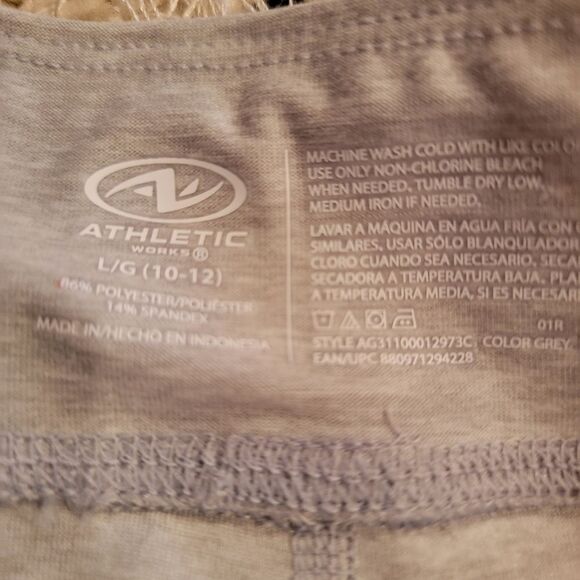 ATHLETIC
WORKS®
L/G (10-12)
86% POLYESTER/POLIÉSTER
14% SPANDEX
MADE IN/HECHO EN INDONESIA
MACHINE WASH COLD WITH LIKE
USE ONLY NON-CHLORINE BLEACH
WHEN NEEDED. TUMBLE DRY LOW.
MEDIUM IRON IF NEEDED.
LAVAR A MÁQUINA EN AGUA FRÍA CON
SIMILARES. USAR SÓLO BLANQUEADOR
CLORO CUANDO SEA NECESARIO.
SECADORA A TEMPERATURA BAJA.
A TEMPERATURA MEDIA, SI ES
01R
STYLE AG31100012973C COLOR GREY
EAN/UPC 880971294228